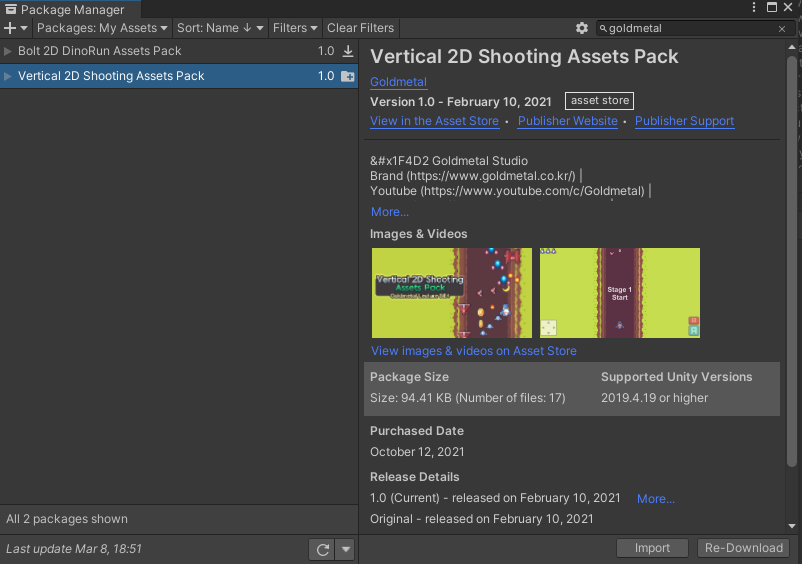 Package Manager
Packages: My Assets
Sort: Name ↓
Filters
Clear Filters
goldmetal
Bolt 2D DinoRun Assets Pack 1.0
Vertical 2D Shooting Assets Pack 1.0
All 2 packages shown
Last update Mar 8, 18:51
Vertical 2D Shooting Assets Pack
Goldmetal
Version 1.0 - February 10, 2021 asset store
View in the Asset Store • Publisher Website • Publisher Support
&#x1F4D2 Goldmetal Studio
Brand (https://www.goldmetal.co.kr/) |
Youtube (https://www.youtube.com/c/Goldmetal) |
More...
Images & Videos
Vertical 2D Shooting
Assets Pack
Stage 1
Start
View images & videos on Asset Store
Package Size Supported Unity Versions
Size: 94.41 KB (Number of files: 17) 2019.4.19 or higher
Purchased Date
October 12, 2021
Release Details
1.0 (Current) - released on February 10, 2021 More...
Original - released on February 10, 2021
Import Re-Download